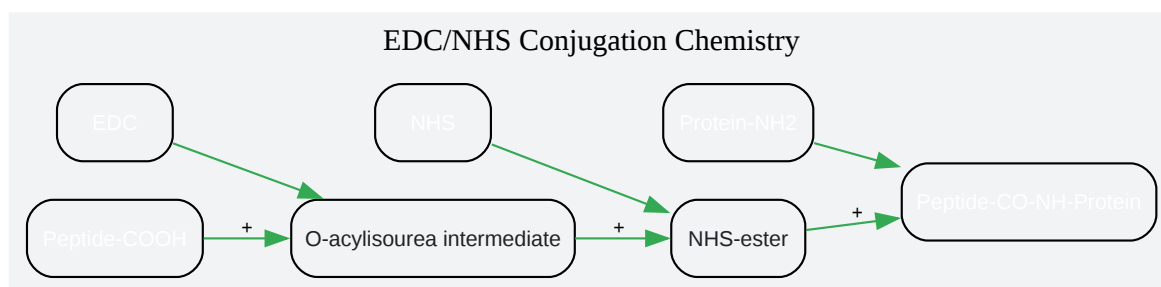 EDC/NHS Conjugation Chemistry
EDC
NHS
Protein-NH2
Peptide-COOH
+
O-acylisourea intermediate
+
NHS-ester
+
Peptide-CO-NH-Protein